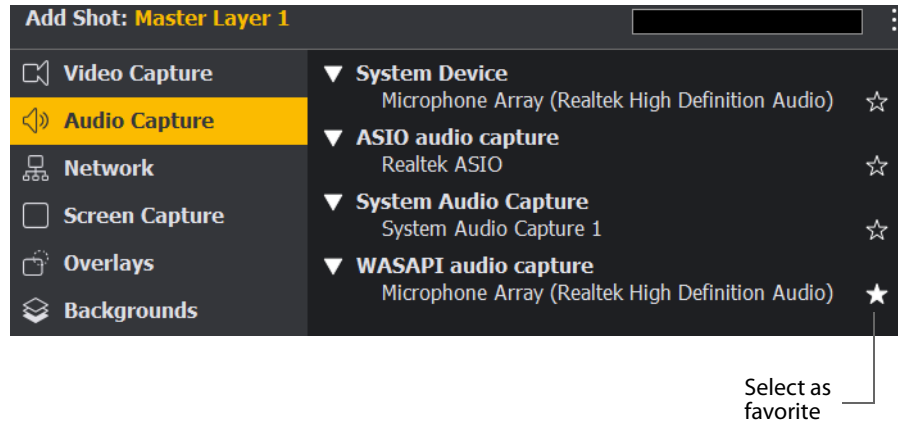 Add Shot: Master Layer 1
Video Capture
Audio Capture
Network
Screen Capture
Overlays
Backgrounds
System Device
Microphone Array (Realtek High Definition Audio)
ASIO audio capture
Realtek ASIO
System Audio Capture
System Audio Capture 1
WASAPI audio capture
Microphone Array (Realtek High Definition Audio)
Select as
favorite